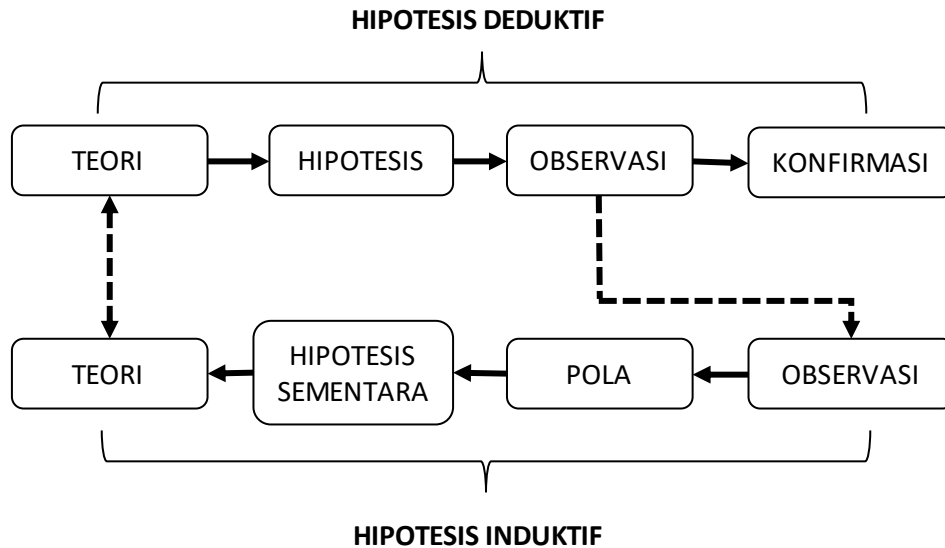 HIPOTESIS DEDUKTIF
TEORI
HIPOTESIS
OBSERVASI
KONFIRMASI
TEORI
HIPOTESIS
SEMENTARA
POLA
OBSERVASI
HIPOTESIS INDUKTIF